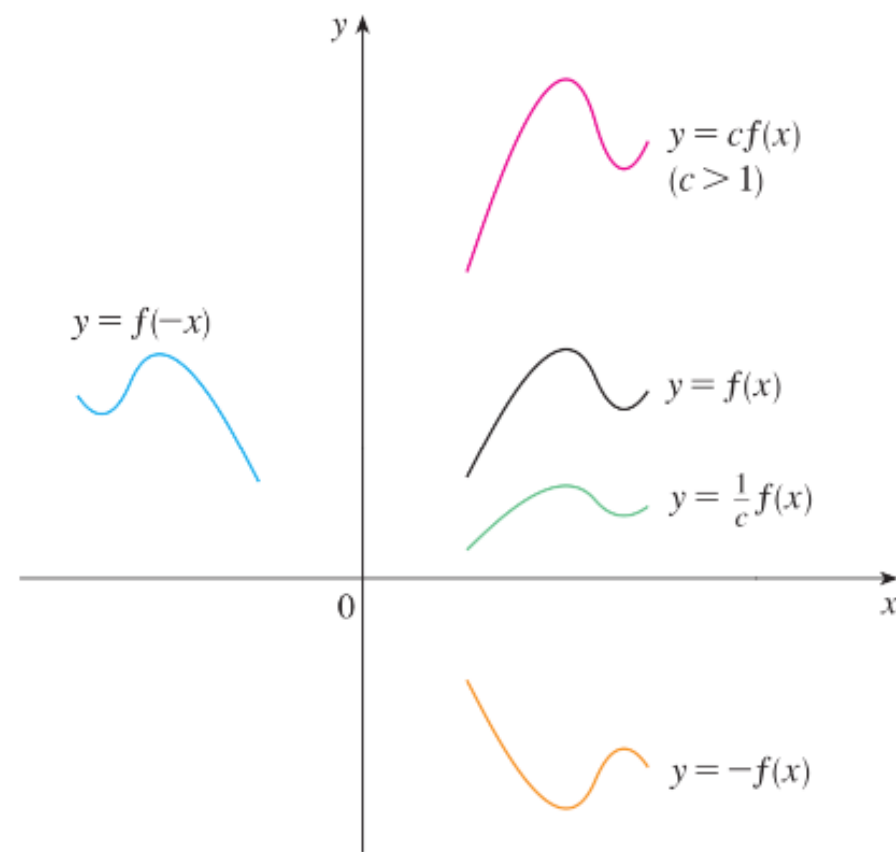 y
y = cf(x)
(c > 1)
y = f(−x)
y = f(x)
y = 1/c f(x)
0
x
y = −f(x)